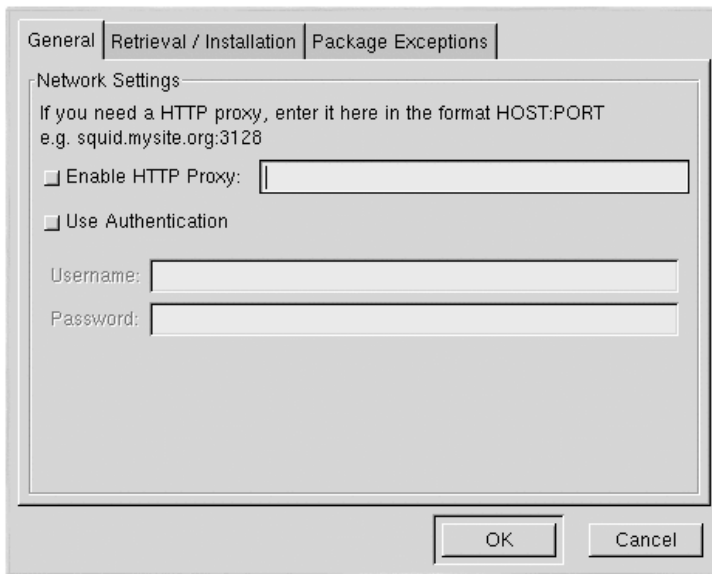 General
Retrieval / Installation
Package Exceptions
Network Settings
If you need a HTTP proxy, enter it here in the format HOST:PORT
e.g. squid.mysite.org:3128
Enable HTTP Proxy:
Use Authentication
Username:
Password:
OK
Cancel